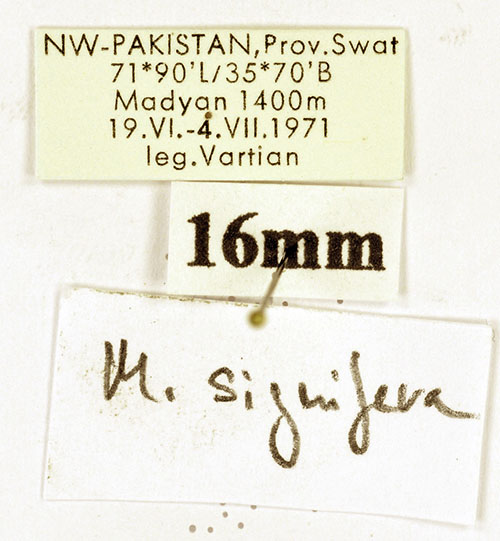 NW-PAKISTAN,Prov.Swat
71*90'L/35*70'B
Madyan 1400m
19.VI.-4.VII.1971
leg.Vartian
16mm
M. signifera